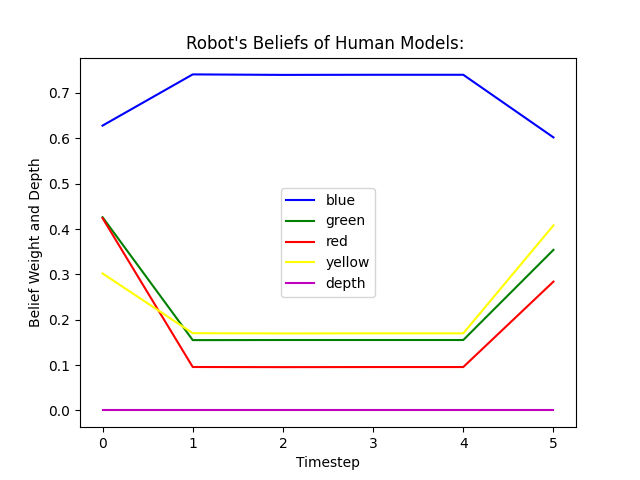 Robot's Beliefs of Human Models:
Belief Weight and Depth
0.7
0.6
0.5
0.4
0.3
0.2
0.1
0.0
blue
green
red
yellow
depth
0 1 2 3 4 5
Timestep